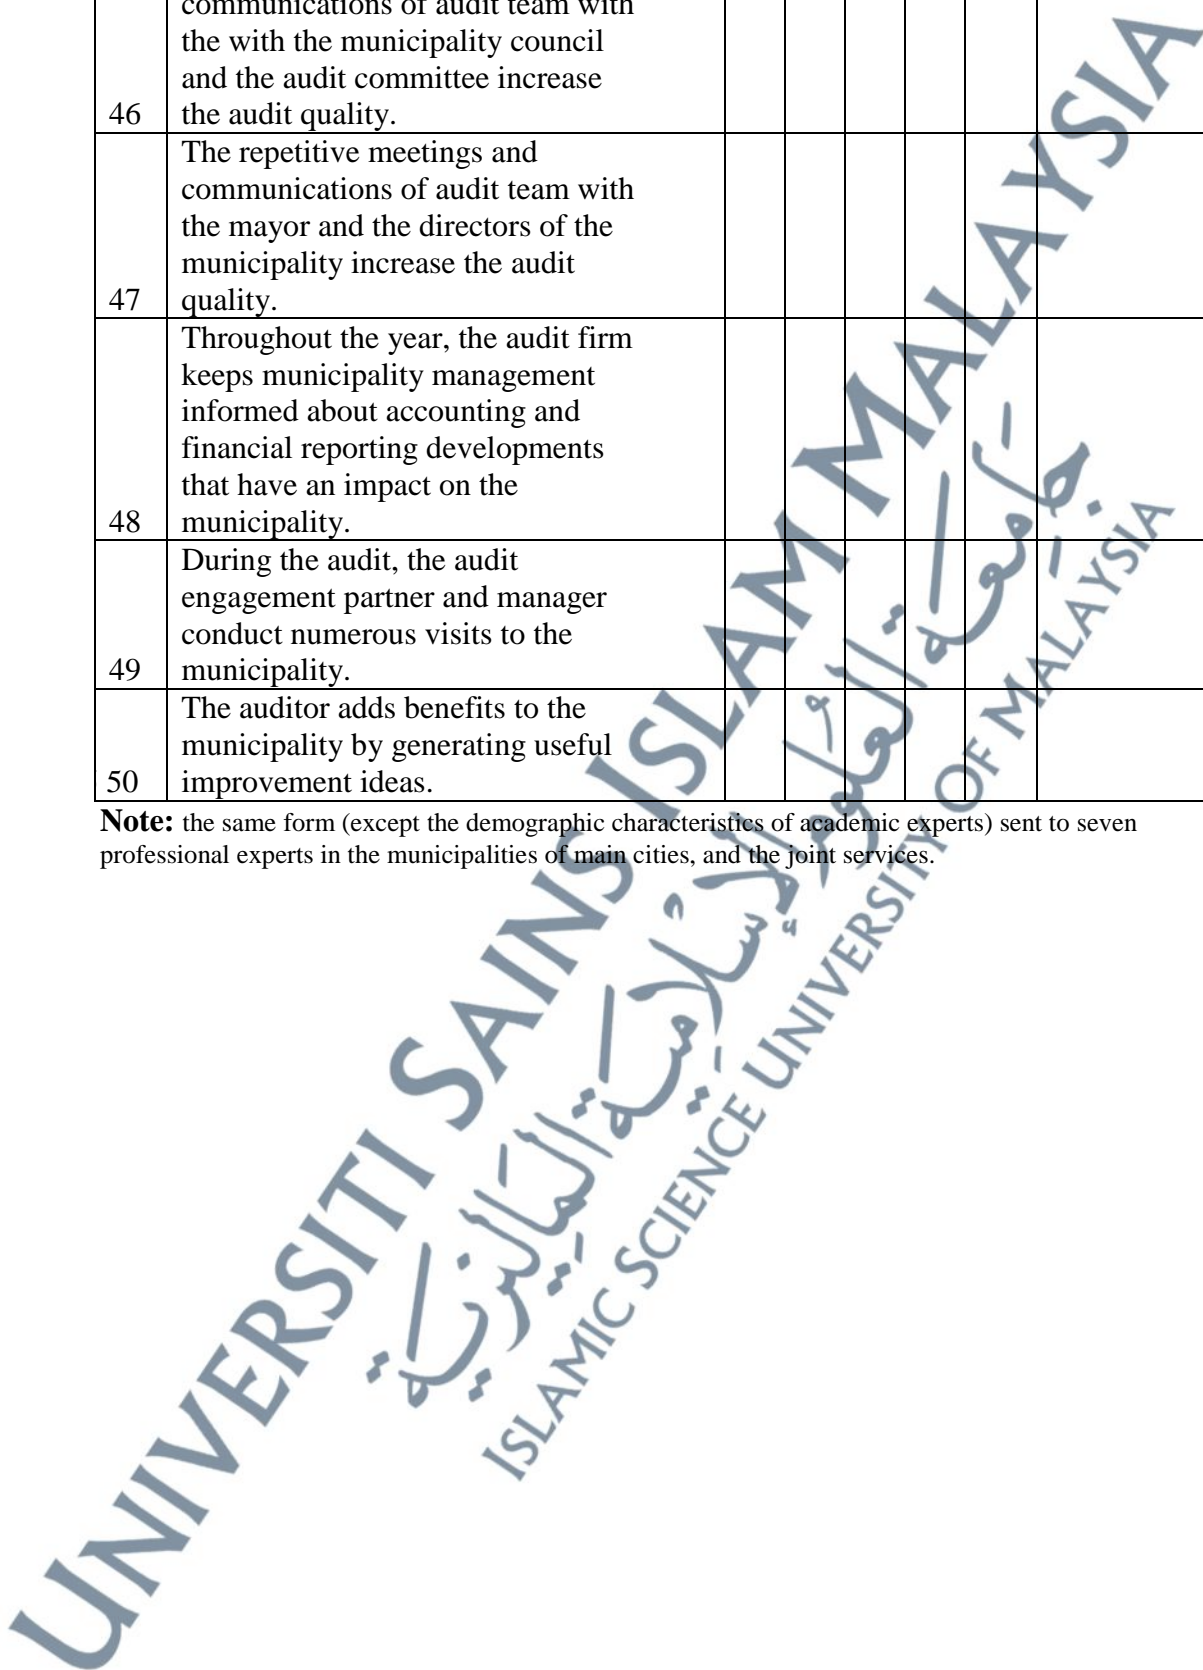 communications of audit team with
the with the municipality council
and the audit committee increase
46 the audit quality.
The repetitive meetings and
communications of audit team with
the mayor and the directors of the
municipality increase the audit
47 quality.
Throughout the year, the audit firm
keeps municipality management
informed about accounting and
financial reporting developments
that have an impact on the
48 municipality.
During the audit, the audit
engagement partner and manager
conduct numerous visits to the
49 municipality.
The auditor adds benefits to the
municipality by generating useful
50 improvement ideas.
Note: the same form (except the demographic characteristics of academic experts) sent to seven
professional experts in the municipalities of main cities, and the joint services.
UNIVERSITI SAINS ISLAM MALAYSIA
جامعة العلوم الإسلامية الماليزية
ISLAMIC SCIENCE UNIVERSITY OF MALAYSIA